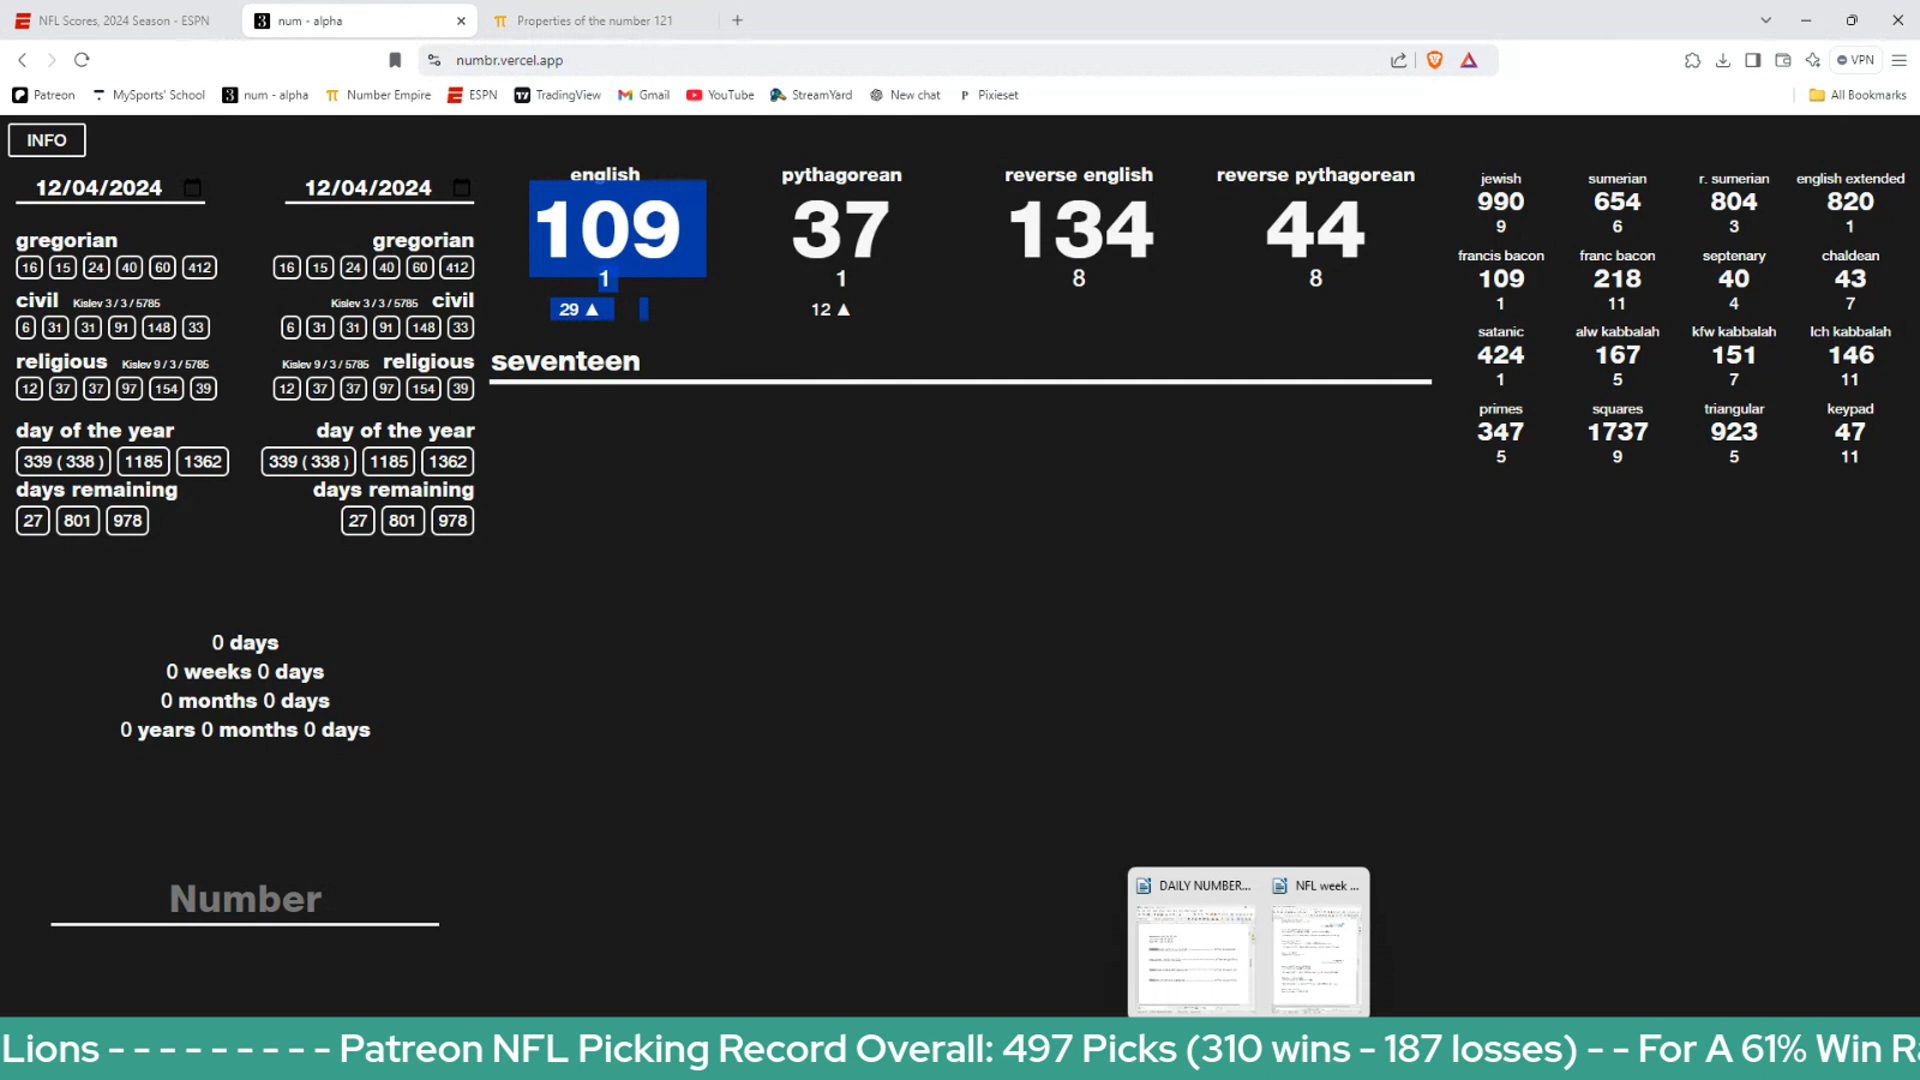 NFL Scores, 2024 Season - ESPN
num - alpha
Properties of the number 121
numbr.vercel.app
VPN
Patreon
MySports' School
num - alpha
Number Empire
ESPN
TradingView
Gmail
YouTube
StreamYard
New chat
Pixieset
All Bookmarks
INFO
12/04/2024
12/04/2024
gregorian
gregorian
16 15 24 40 60 412
16 15 24 40 60 412
civil Kislev 3 / 3 / 5785
Kislev 3 / 3 / 5785 civil
6 31 31 91 148 33
6 31 31 91 148 33
religious Kislev 9 / 3 / 5785
Kislev 9 / 3 / 5785 religious
12 37 37 97 154 39
12 37 37 97 154 39
day of the year
day of the year
339 ( 338 ) 1185 1362
339 ( 338 ) 1185 1362
days remaining
days remaining
27 801 978
27 801 978
0 days
0 weeks 0 days
0 months 0 days
0 years 0 months 0 days
Number
english
109
1
29 ▲
pythagorean
37
1
12 ▲
reverse english
134
8
reverse pythagorean
44
8
seventeen
jewish sumerian r. sumerian english extended
990 654 804 820
9 6 3 1
francis bacon franc bacon septenary chaldean
109 218 40 43
1 11 4 7
satanic alw kabbalah kfw kabbalah lch kabbalah
424 167 151 146
1 5 7 11
primes squares triangular keypad
347 1737 923 47
5 9 5 11
DAILY NUMBER...
NFL week ...
Lions - - - - - - - - - Patreon NFL Picking Record Overall: 497 Picks (310 wins - 187 losses) - - For A 61% Win Ra